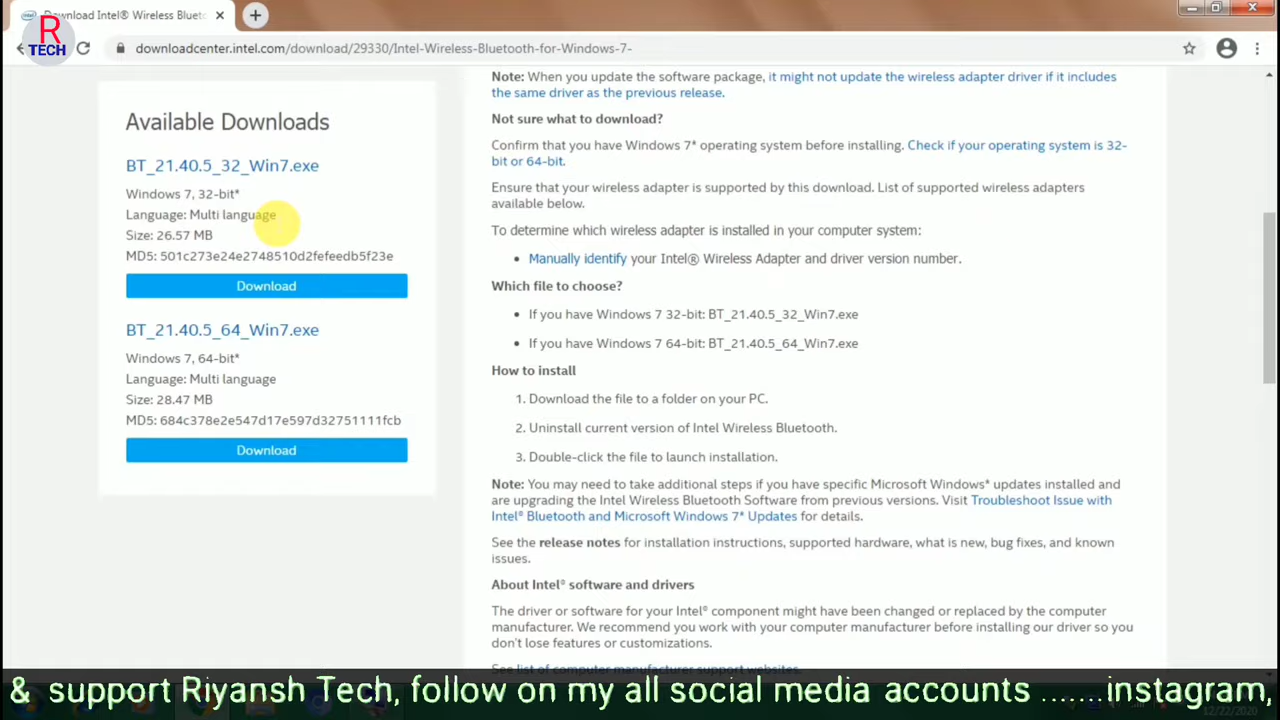 Download Intel® Wireless Blueto
R
TECH
downloadcenter.intel.com/download/29330/Intel-Wireless-Bluetooth-for-Windows-7-
Available Downloads
BT_21.40.5_32_Win7.exe
Windows 7, 32-bit*
Language: Multi language
Size: 26.57 MB
MD5: 501c273e24e2748510d2fefeedb5f23e
Download
BT_21.40.5_64_Win7.exe
Windows 7, 64-bit*
Language: Multi language
Size: 28.47 MB
MD5: 684c378e2e547d17e597d32751111fcb
Download
Note: When you update the software package, it might not update the wireless adapter driver if it includes
the same driver as the previous release.
Not sure what to download?
Confirm that you have Windows 7* operating system before installing. Check if your operating system is 32-
bit or 64-bit.
Ensure that your wireless adapter is supported by this download. List of supported wireless adapters
available below.
To determine which wireless adapter is installed in your computer system:
• Manually identify your Intel® Wireless Adapter and driver version number.
Which file to choose?
• If you have Windows 7 32-bit: BT_21.40.5_32_Win7.exe
• If you have Windows 7 64-bit: BT_21.40.5_64_Win7.exe
How to install
1. Download the file to a folder on your PC.
2. Uninstall current version of Intel Wireless Bluetooth.
3. Double-click the file to launch installation.
Note: You may need to take additional steps if you have specific Microsoft Windows* updates installed and
are upgrading the Intel Wireless Bluetooth Software from previous versions. Visit Troubleshoot Issue with
Intel® Bluetooth and Microsoft Windows 7* Updates for details.
See the release notes for installation instructions, supported hardware, what is new, bug fixes, and known
issues.
About Intel® software and drivers
The driver or software for your Intel® component might have been changed or replaced by the computer
manufacturer. We recommend you work with your computer manufacturer before installing our driver so you
don't lose features or customizations.
See list of computer manufacturer support websites.
& support Riyansh Tech, follow on my all social media accounts .......instagram,
12/22/2020